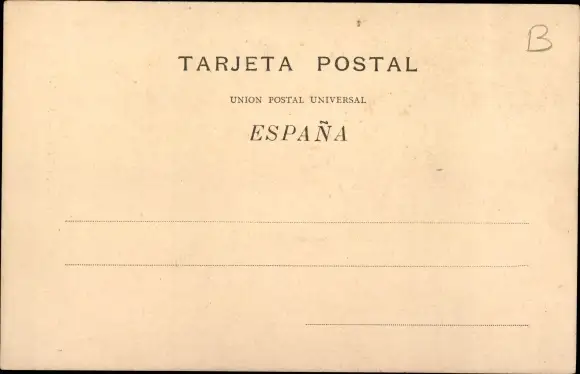 B
TARJETA POSTAL
UNION POSTAL UNIVERSAL
ESPAÑA